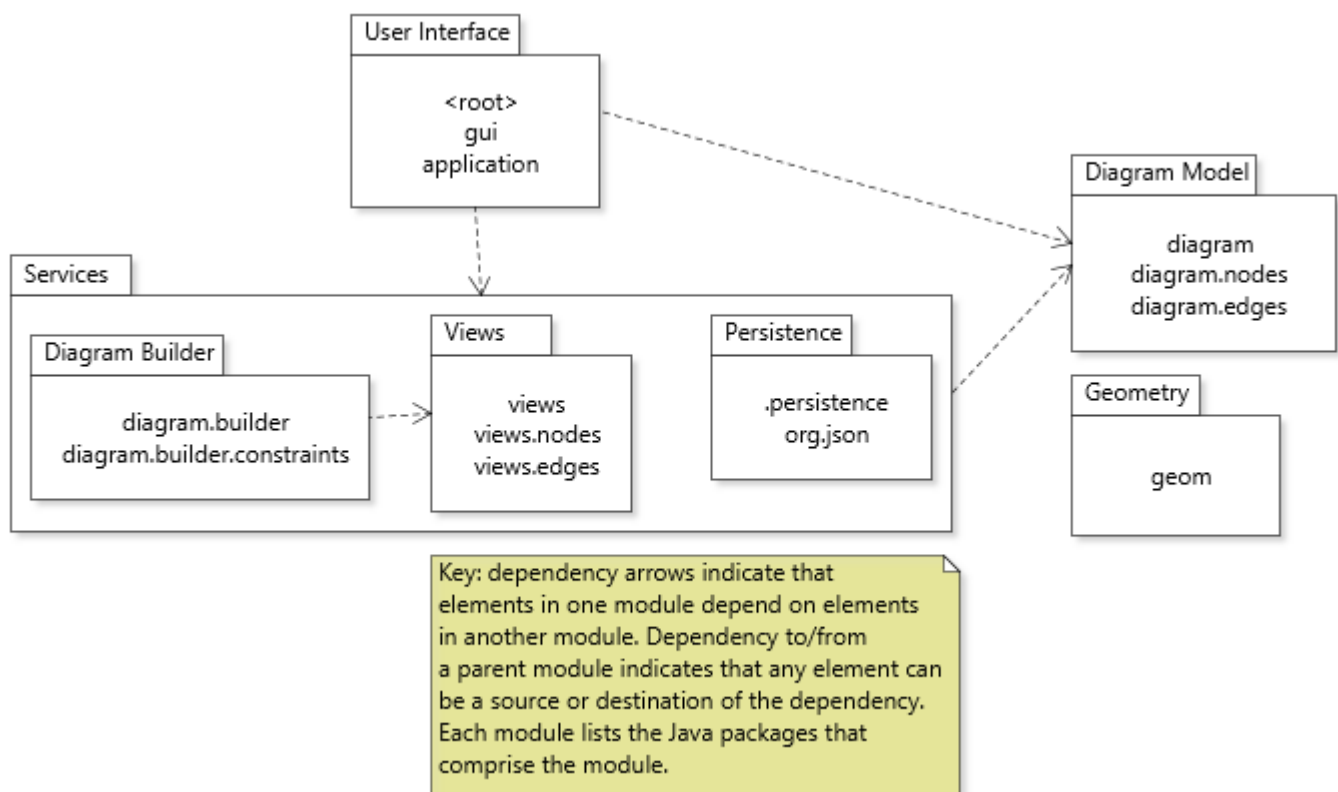 User Interface
<root>
gui
application
Diagram Model
diagram
diagram.nodes
diagram.edges
Services
Diagram Builder
diagram.builder
diagram.builder.constraints
Views
views
views.nodes
views.edges
Persistence
.persistence
org.json
Geometry
geom
Key: dependency arrows indicate that
elements in one module depend on elements
in another module. Dependency to/from
a parent module indicates that any element can
be a source or destination of the dependency.
Each module lists the Java packages that
comprise the module.